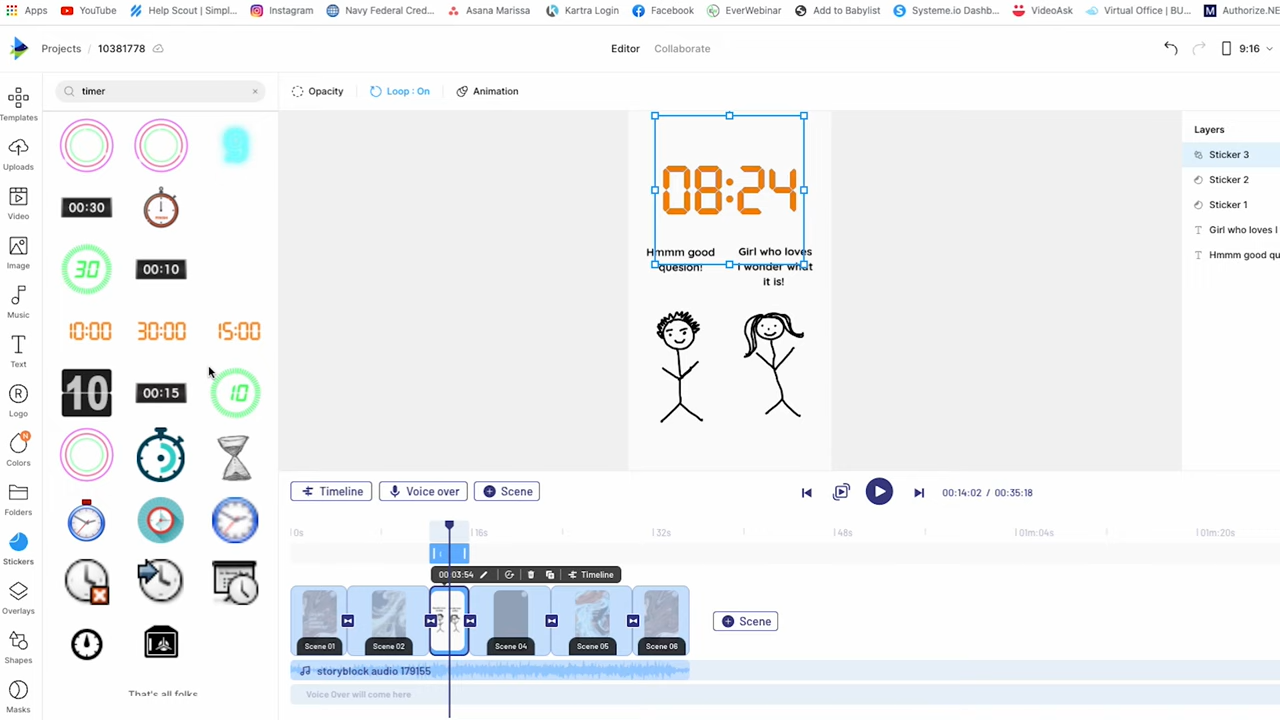 Apps YouTube Help Scout | Simpl... Instagram Navy Federal Cred... Asana Marissa Kartra Login Facebook EverWebinar Add to Babylist Systeme.io Dashb... VideoAsk Virtual Office | BU... Authorize.NE
Projects / 10381778 Editor Collaborate 9:16
Templates
Uploads
Video
Image
Music
Text
Logo
Colors
N
Folders
Stickers
Overlays
Shapes
Masks
timer
9
00:30
30 00:10
10:00 30:00 15:00
10 00:15 10
That's all folks
Opacity Loop : On Animation
08:24
Hmmm good
quesion!
Girl who loves
I wonder what
it is!
Layers
Sticker 3
Sticker 2
Sticker 1
Girl who loves I
Hmmm good qu
Timeline Voice over Scene 00:14:02 / 00:35:18
0s 16s 32s 48s 01m:04s 01m:20s
00:03:54 Timeline
Scene 01 Scene 02 Scene 04 Scene 05 Scene 06 Scene
storyblock audio 179155
Voice Over will come here